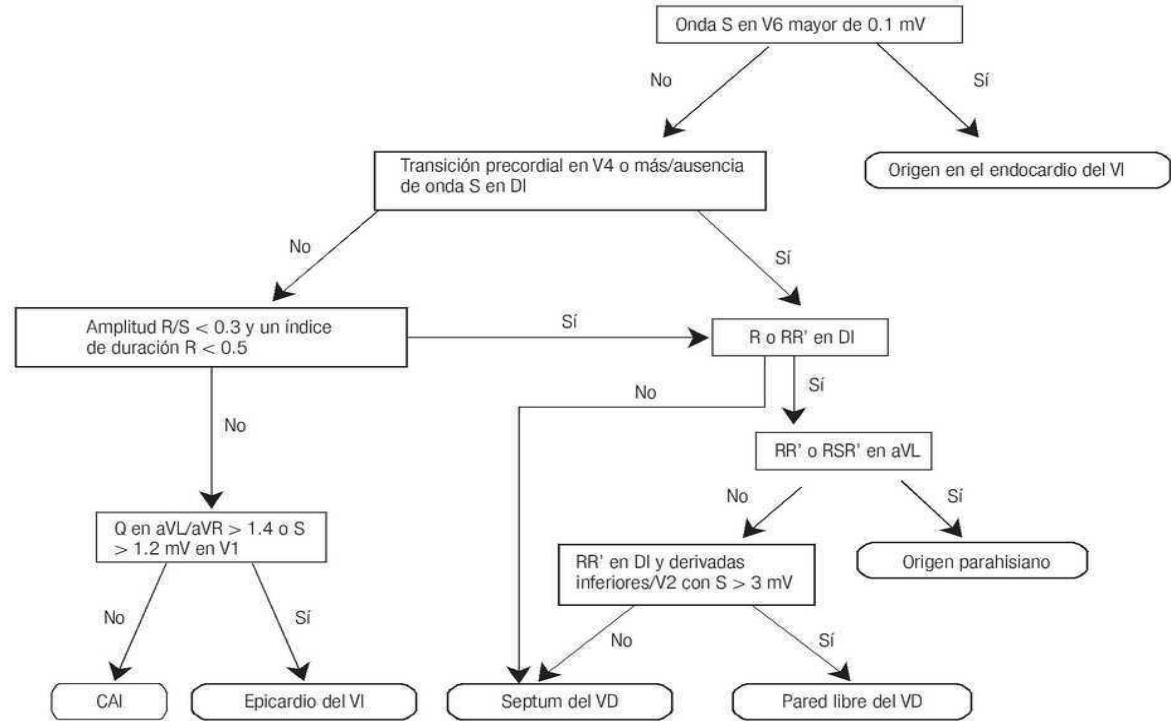 Onda S en V6 mayor de 0.1 mV
No
Sí
Transición precordial en V4 o más/ausencia
de onda S en DI
Origen en el endocardio del VI
No
Sí
Amplitud R/S < 0.3 y un índice
de duración R < 0.5
Sí
R o RR' en DI
No
No
Sí
RR' o RSR' en aVL
No
Sí
Q en aVL/aVR > 1.4 o S
> 1.2 mV en V1
RR' en DI y derivadas
inferiores/V2 con S > 3 mV
Origen parahisiano
No
Sí
No
Sí
CAI
Epicardio del VI
Septum del VD
Pared libre del VD